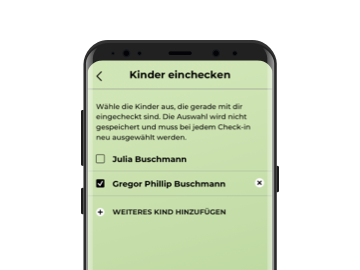 Kinder einchecken
Wähle die Kinder aus, die gerade mit dir
eingecheckt sind. Die Auswahl wird nicht
gespeichert und muss bei jedem Check-in
neu ausgewählt werden.
Julia Buschmann
Gregor Phillip Buschmann
WEITERES KIND HINZUFÜGEN